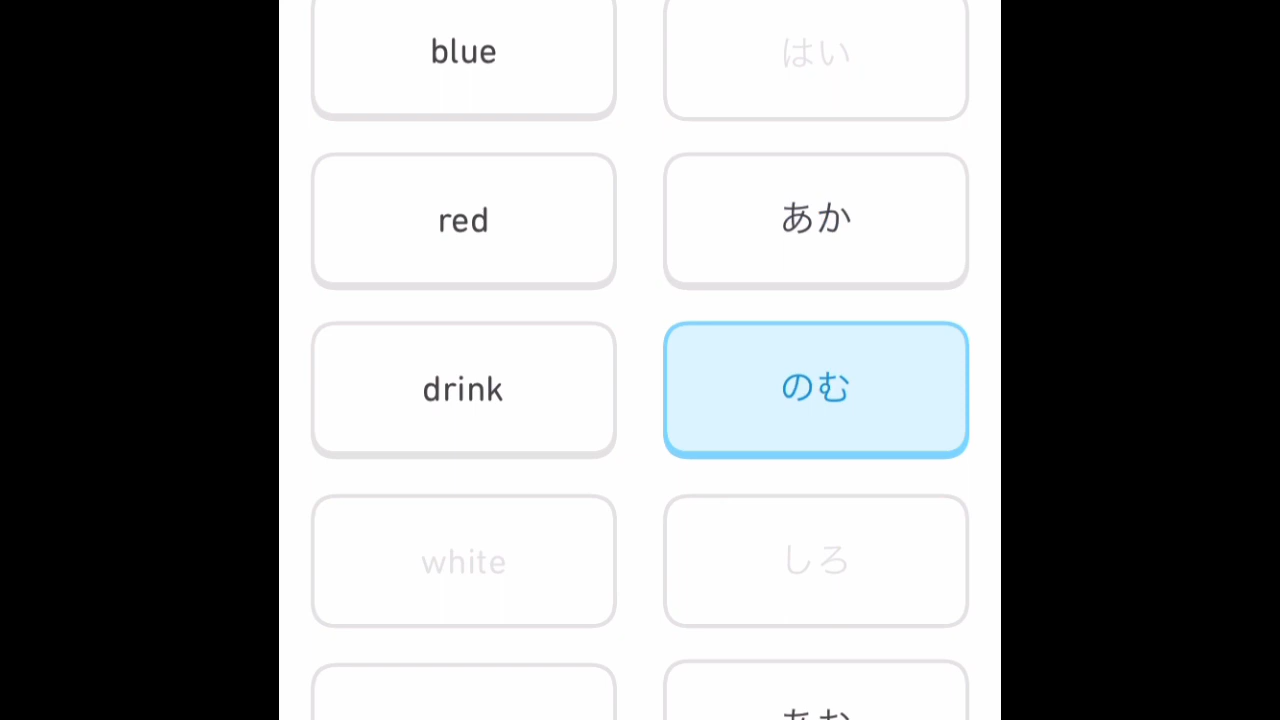 blue
はい
red
あか
drink
のむ
white
しろ